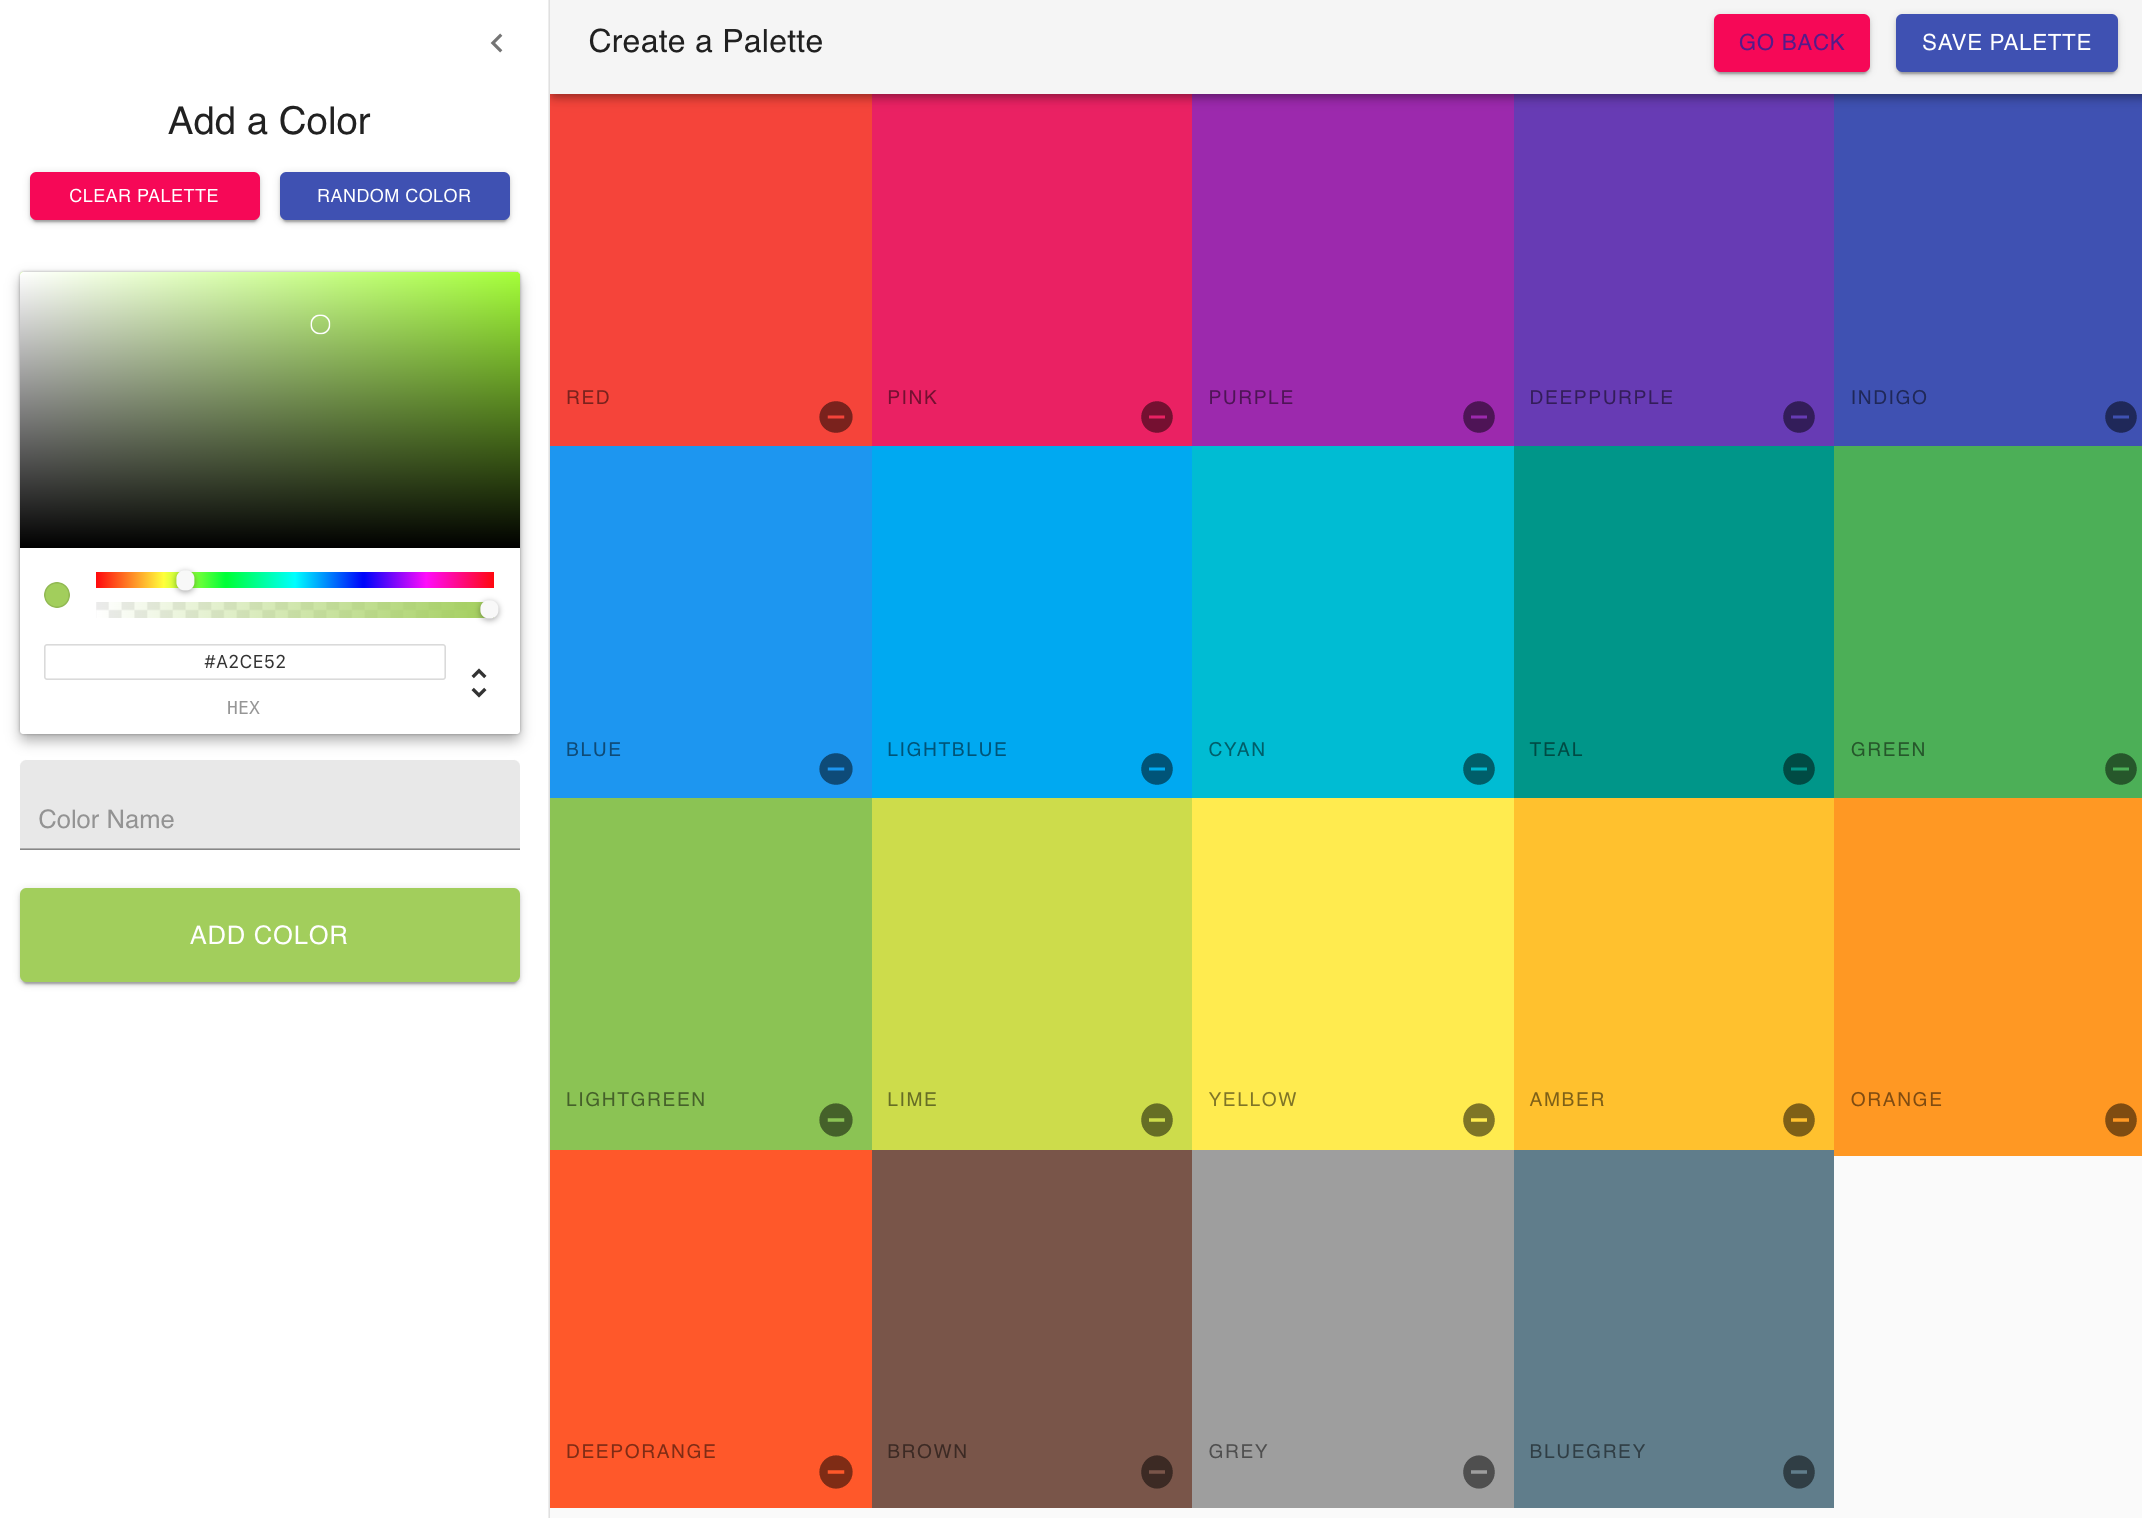 Add a Color
CLEAR PALETTE
RANDOM COLOR
#A2CE52
HEX
Color Name
ADD COLOR
Create a Palette
GO BACK
SAVE PALETTE
RED
PINK
PURPLE
DEEPPURPLE
INDIGO
BLUE
LIGHTBLUE
CYAN
TEAL
GREEN
LIGHTGREEN
LIME
YELLOW
AMBER
ORANGE
DEEPORANGE
BROWN
GREY
BLUEGREY